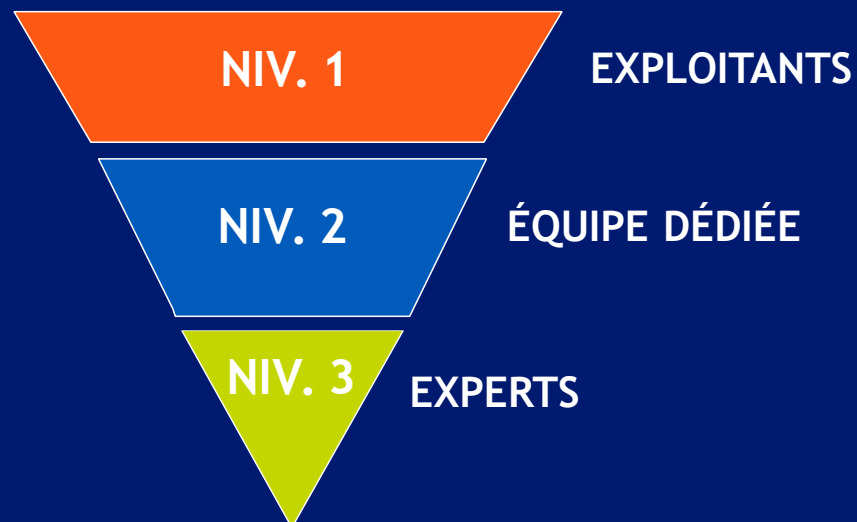 NIV. 1 EXPLOITANTS
NIV. 2 ÉQUIPE DÉDIÉE
NIV. 3 EXPERTS